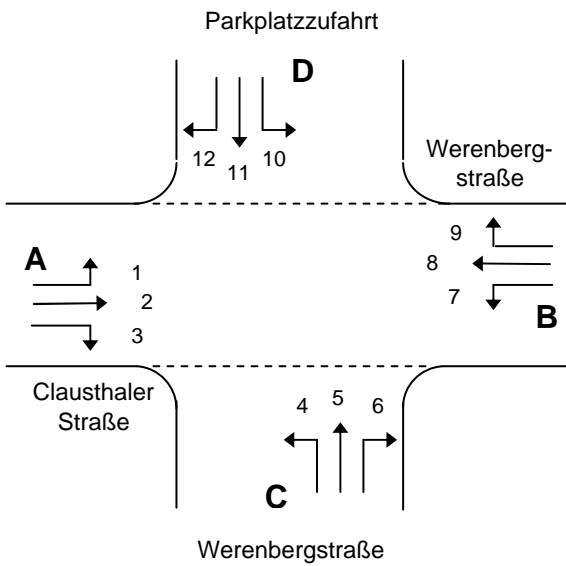 Parkplatzzufahrt
D
12
11
10
Werenberg-
straße
A
1
2
3
9
8
7
B
Clausthaler
Straße
4
5
6
C
Werenbergstraße